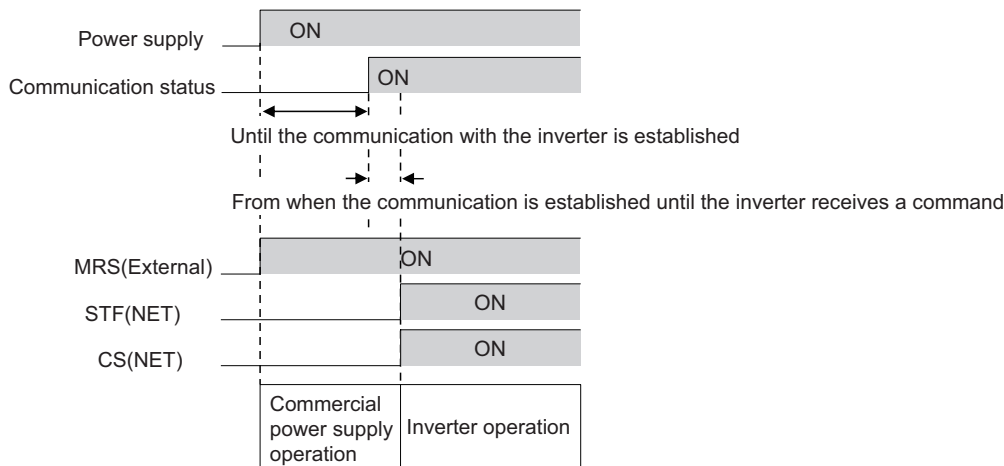 Power supply
ON
Communication status
ON
Until the communication with the inverter is established
From when the communication is established until the inverter receives a command
MRS(External)
ON
STF(NET)
ON
CS(NET)
ON
Commercial
power supply
operation
Inverter operation